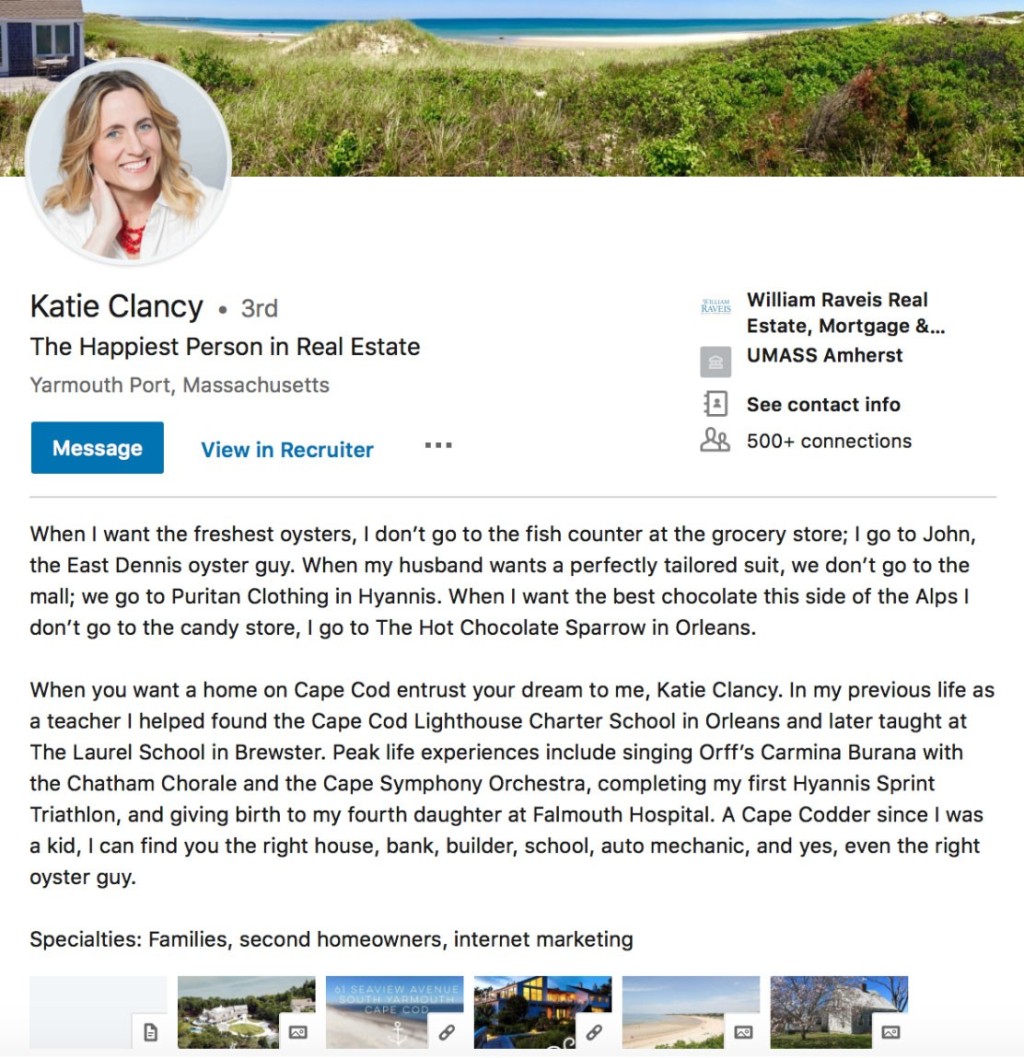 Katie Clancy • 3rd
The Happiest Person in Real Estate
Yarmouth Port, Massachusetts
Message
View in Recruiter
...
WILLIAM
RAVEIS
William Raveis Real
Estate, Mortgage &...
UMASS Amherst
See contact info
500+ connections
When I want the freshest oysters, I don’t go to the fish counter at the grocery store; I go to John,
the East Dennis oyster guy. When my husband wants a perfectly tailored suit, we don’t go to the
mall; we go to Puritan Clothing in Hyannis. When I want the best chocolate this side of the Alps I
don’t go to the candy store, I go to The Hot Chocolate Sparrow in Orleans.
When you want a home on Cape Cod entrust your dream to me, Katie Clancy. In my previous life as
a teacher I helped found the Cape Cod Lighthouse Charter School in Orleans and later taught at
The Laurel School in Brewster. Peak life experiences include singing Orff’s Carmina Burana with
the Chatham Chorale and the Cape Symphony Orchestra, completing my first Hyannis Sprint
Triathlon, and giving birth to my fourth daughter at Falmouth Hospital. A Cape Codder since I was
a kid, I can find you the right house, bank, builder, school, auto mechanic, and yes, even the right
oyster guy.
Specialties: Families, second homeowners, internet marketing
61 SEAVIEW AVENUE
SOUTH YARMOUTH
CAPE COD